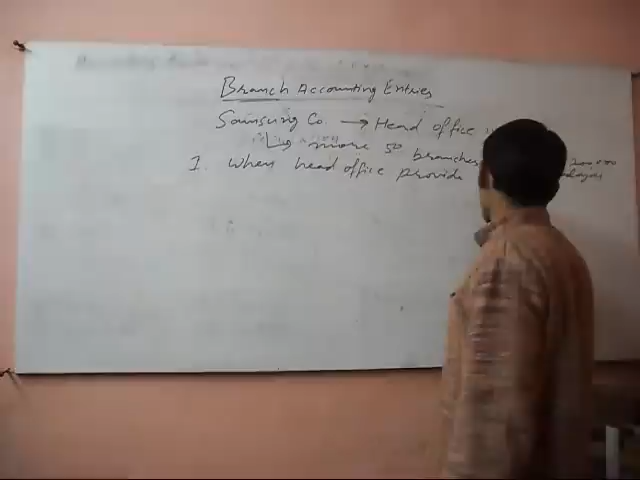 Branch Accounting Entries
Samsung Co. → Head office
more 50 branches
1. When head office provide